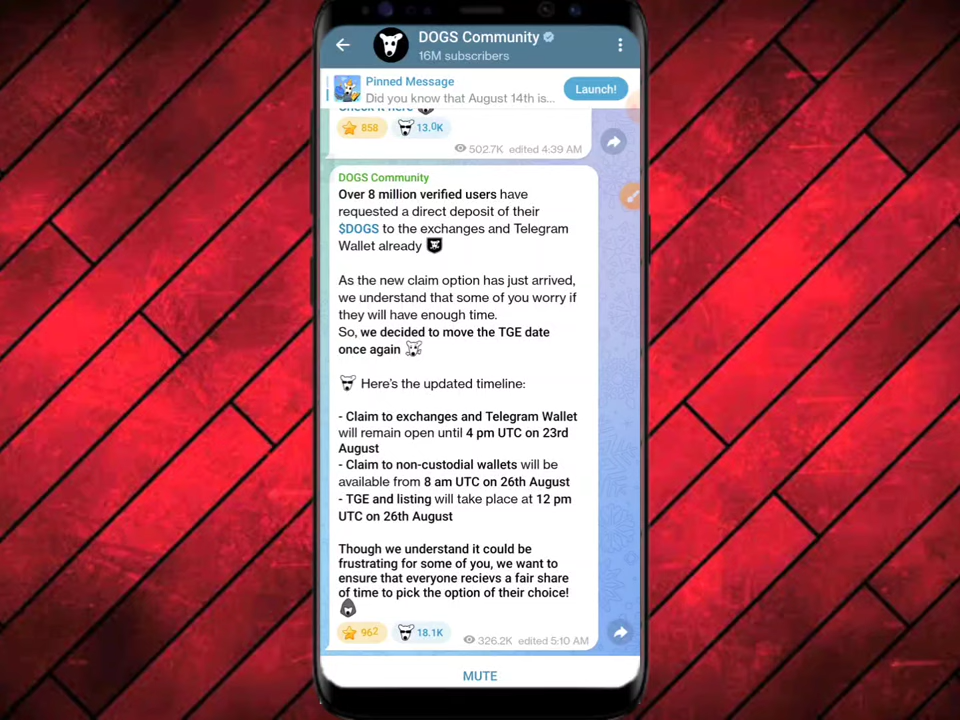 DOGS Community
16M subscribers
Pinned Message
Did you know that August 14th is...
Launch!
Check it here
858 13.0K
502.7K edited 4:39 AM
DOGS Community
Over 8 million verified users have
requested a direct deposit of their
$DOGS to the exchanges and Telegram
Wallet already
As the new claim option has just arrived,
we understand that some of you worry if
they will have enough time.
So, we decided to move the TGE date
once again
Here's the updated timeline:
- Claim to exchanges and Telegram Wallet
will remain open until 4 pm UTC on 23rd
August
- Claim to non-custodial wallets will be
available from 8 am UTC on 26th August
- TGE and listing will take place at 12 pm
UTC on 26th August
Though we understand it could be
frustrating for some of you, we want to
ensure that everyone recievs a fair share
of time to pick the option of their choice!
962 18.1K
326.2K edited 5:10 AM
MUTE